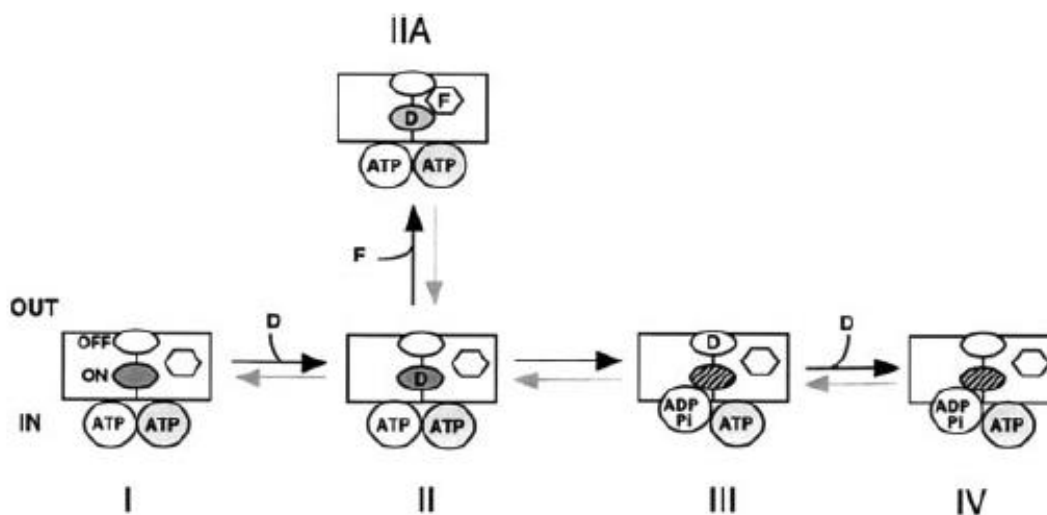 IIA
F
D
ATP ATP
F
OUT
D
D
OFF
D
ON
D
IN
ATP ATP
ATP ATP
ADP
Pi
ATP
ADP
Pi
ATP
I
II
III
IV